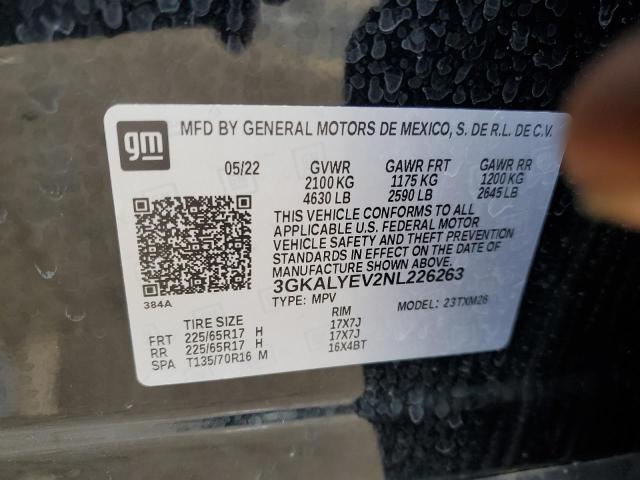 gm MFD BY GENERAL MOTORS DE MEXICO, S. DE R.L. DE C.V.
05/22 GVWR GAWR FRT GAWR RR
2100 KG 1175 KG 1200 KG
4630 LB 2590 LB 2645 LB
THIS VEHICLE CONFORMS TO ALL
APPLICABLE U.S. FEDERAL MOTOR
VEHICLE SAFETY AND THEFT PREVENTION
STANDARDS IN EFFECT ON THE DATE OF
MANUFACTURE SHOWN ABOVE.
3GKALYEV2NL226263
384A TYPE: MPV MODEL: 23TXM26
TIRE SIZE RIM
FRT 225/65R17 H 17X7J
RR 225/65R17 H 17X7J
SPA T135/70R16 M 16X4BT